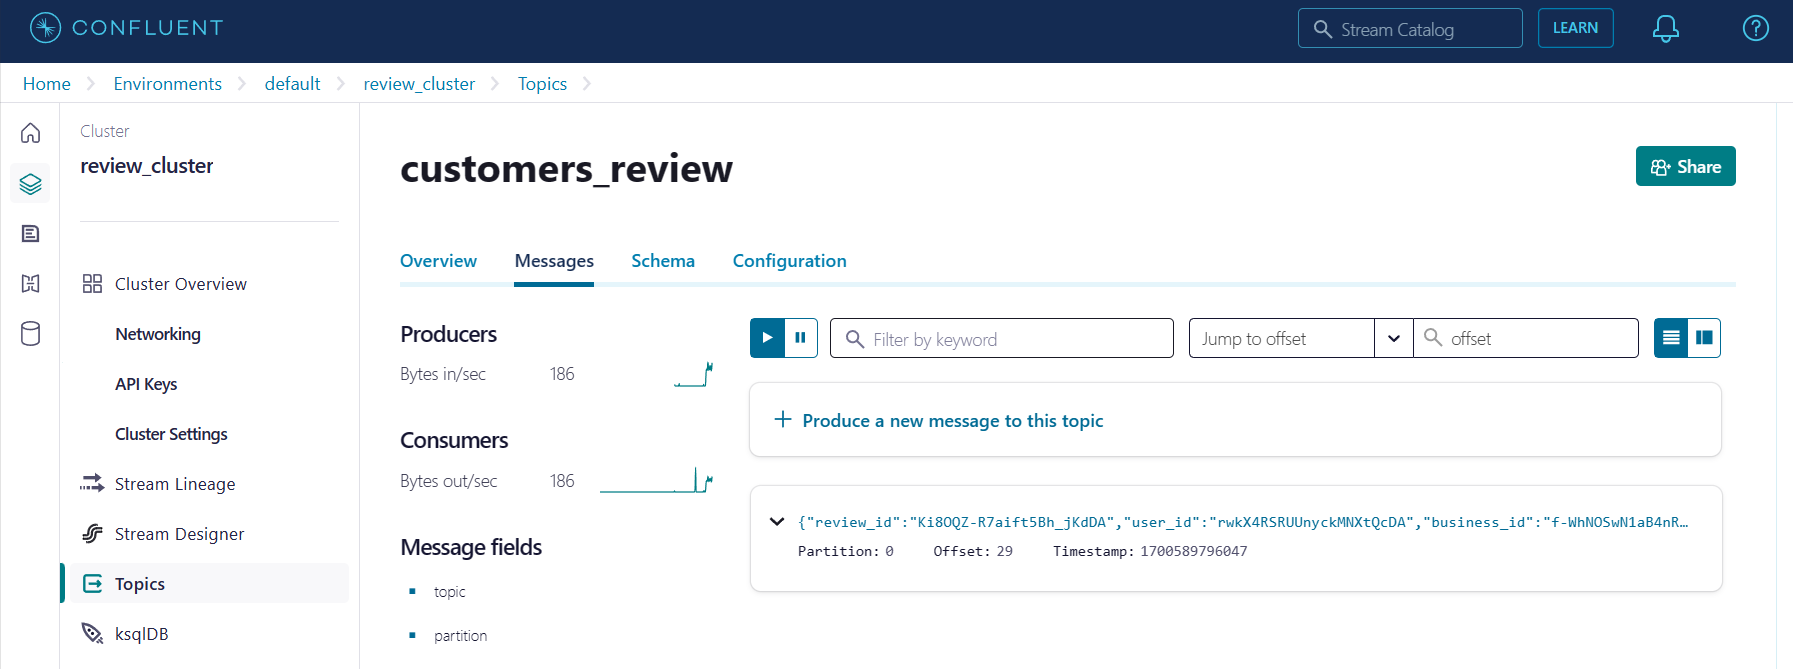 CONFLUENT
Stream Catalog
LEARN
Home
Environments
default
review_cluster
Topics
Cluster
review_cluster
Cluster Overview
Networking
API Keys
Cluster Settings
Stream Lineage
Stream Designer
Topics
ksqlDB
customers_review
Share
Overview
Messages
Schema
Configuration
Producers
Bytes in/sec 186
Consumers
Bytes out/sec 186
Message fields
topic
partition
Filter by keyword
Jump to offset
offset
+ Produce a new message to this topic
{"review_id":"Ki8OQZ-R7aift5Bh_jKdDA","user_id":"rwkX4RSRUUnyckMNXtQcDA","business_id":"f-WhNOSwN1aB4nR…
Partition: 0 Offset: 29 Timestamp: 1700589796047